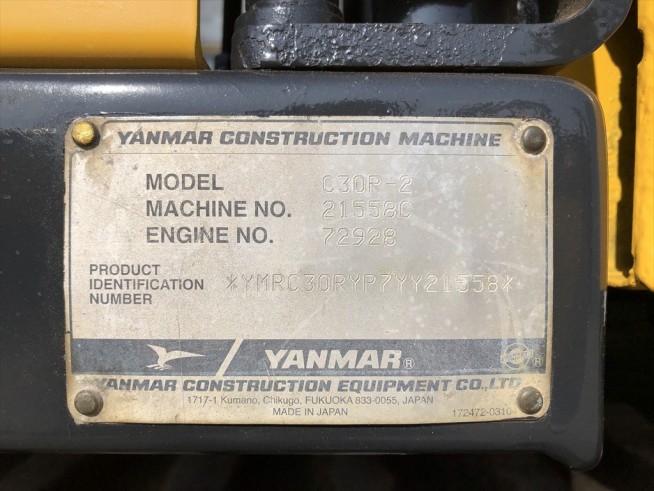 YANMAR CONSTRUCTION MACHINE
MODEL C30R-2
MACHINE NO. 21558C
ENGINE NO. 72928
PRODUCT
IDENTIFICATION *YMRC30RYP7YY21558*
NUMBER
YANMAR®
YANMAR CONSTRUCTION EQUIPMENT CO.,LTD
1717-1 Kumano, Chikugo, FUKUOKA 833-0055, JAPAN
MADE IN JAPAN 172472-0310